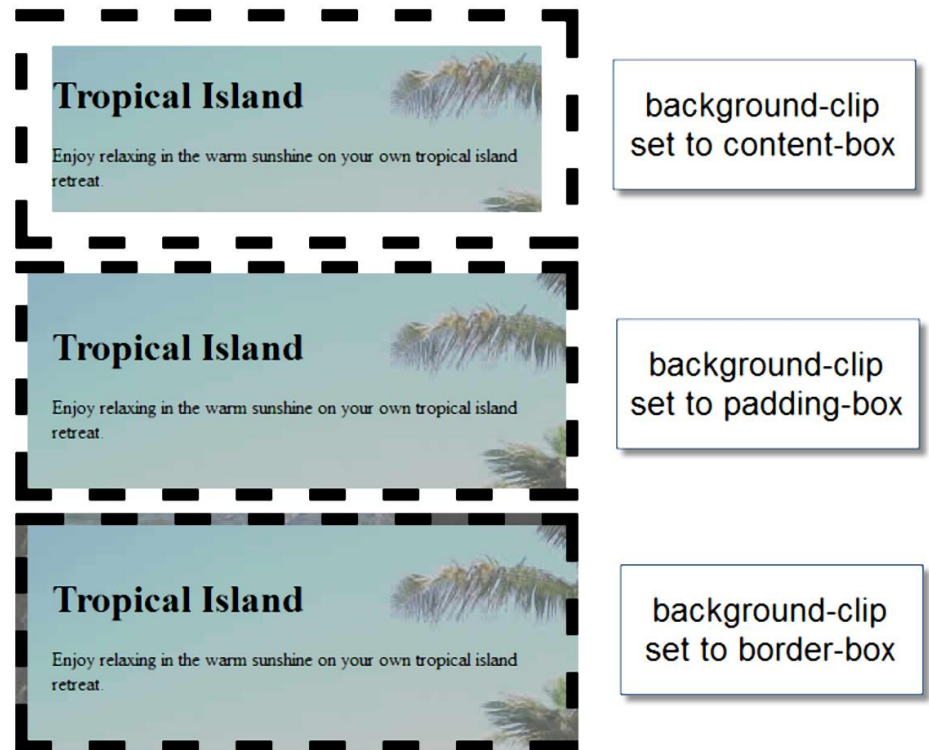 Tropical Island
Enjoy relaxing in the warm sunshine on your own tropical island
retreat.
background-clip
set to content-box
Tropical Island
Enjoy relaxing in the warm sunshine on your own tropical island
retreat.
background-clip
set to padding-box
Tropical Island
Enjoy relaxing in the warm sunshine on your own tropical island
retreat.
background-clip
set to border-box